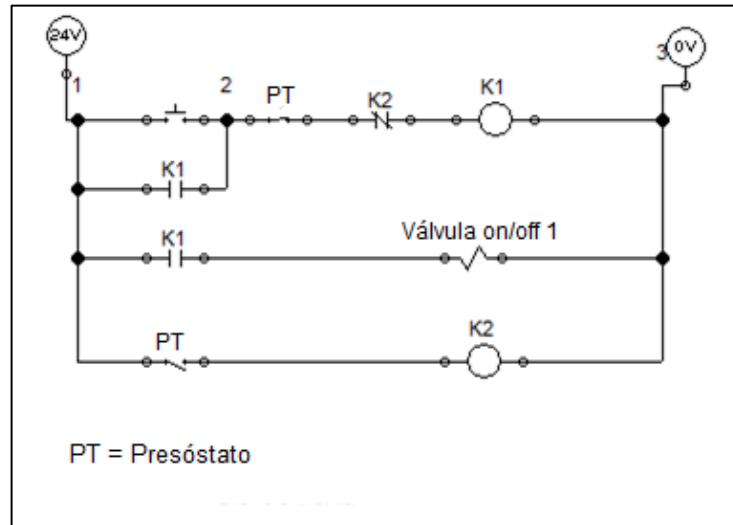 24V
0V
1
2
3
PT
K2
K1
K1
K1
Válvula on/off 1
PT
K2
PT = Presóstato